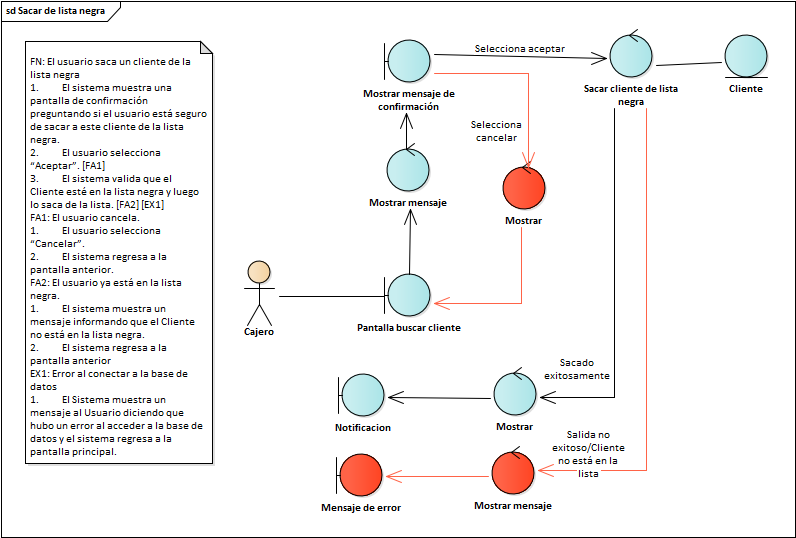 sd Sacar de lista negra
FN: El usuario saca un cliente de la
lista negra
1. El sistema muestra una
pantalla de confirmación
preguntando si el usuario está seguro
de sacar a este cliente de la lista
negra.
2. El usuario selecciona
“Aceptar”. [FA1]
3. El sistema valida que el
Cliente esté en la lista negra y luego
lo saca de la lista. [FA2] [EX1]
FA1: El usuario cancela.
1. El usuario selecciona
“Cancelar”.
2. El sistema regresa a la
pantalla anterior.
FA2: El usuario ya está en la lista
negra.
1. El sistema muestra un
mensaje informando que el Cliente
no está en la lista negra.
2. El sistema regresa a la
pantalla anterior
EX1: Error al conectar a la base de
datos
1. El Sistema muestra un
mensaje al Usuario diciendo que
hubo un error al acceder a la base de
datos y el sistema regresa a la
pantalla principal.
Selecciona aceptar
Mostrar mensaje de
confirmación
Sacar cliente de lista
negra
Cliente
Selecciona
cancelar
Mostrar mensaje
Mostrar
Cajero
Pantalla buscar cliente
Sacado
exitosamente
Notificacion
Mostrar
Salida no
exitoso/Cliente
no está en la
lista
Mensaje de error
Mostrar mensaje